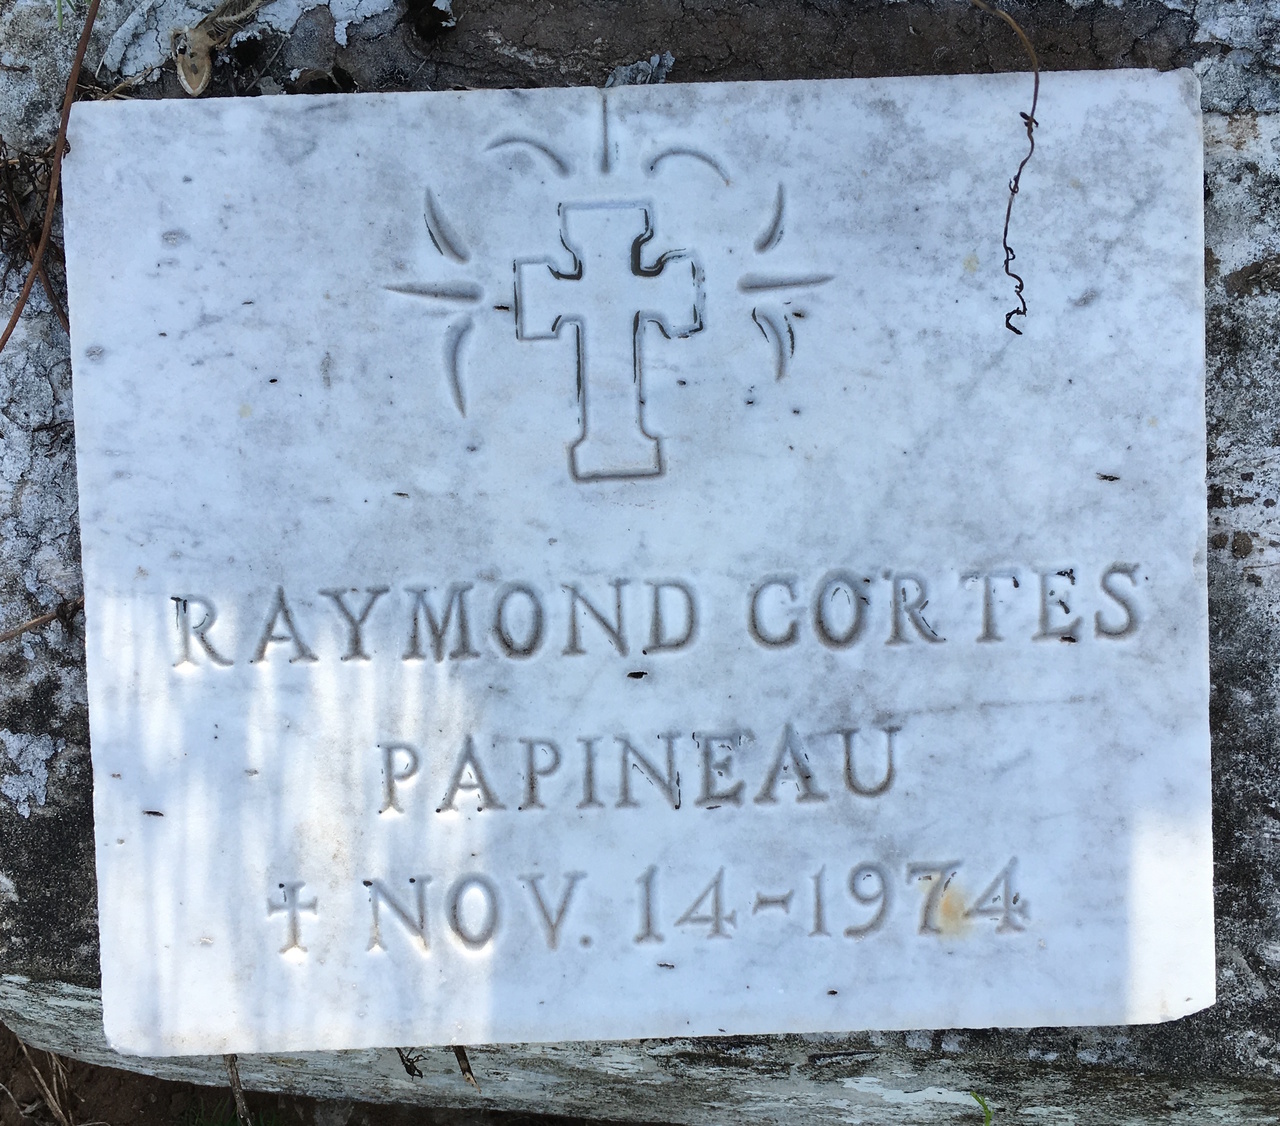 RAYMOND CORTES
PAPINEAU
✝ NOV. 14-1974